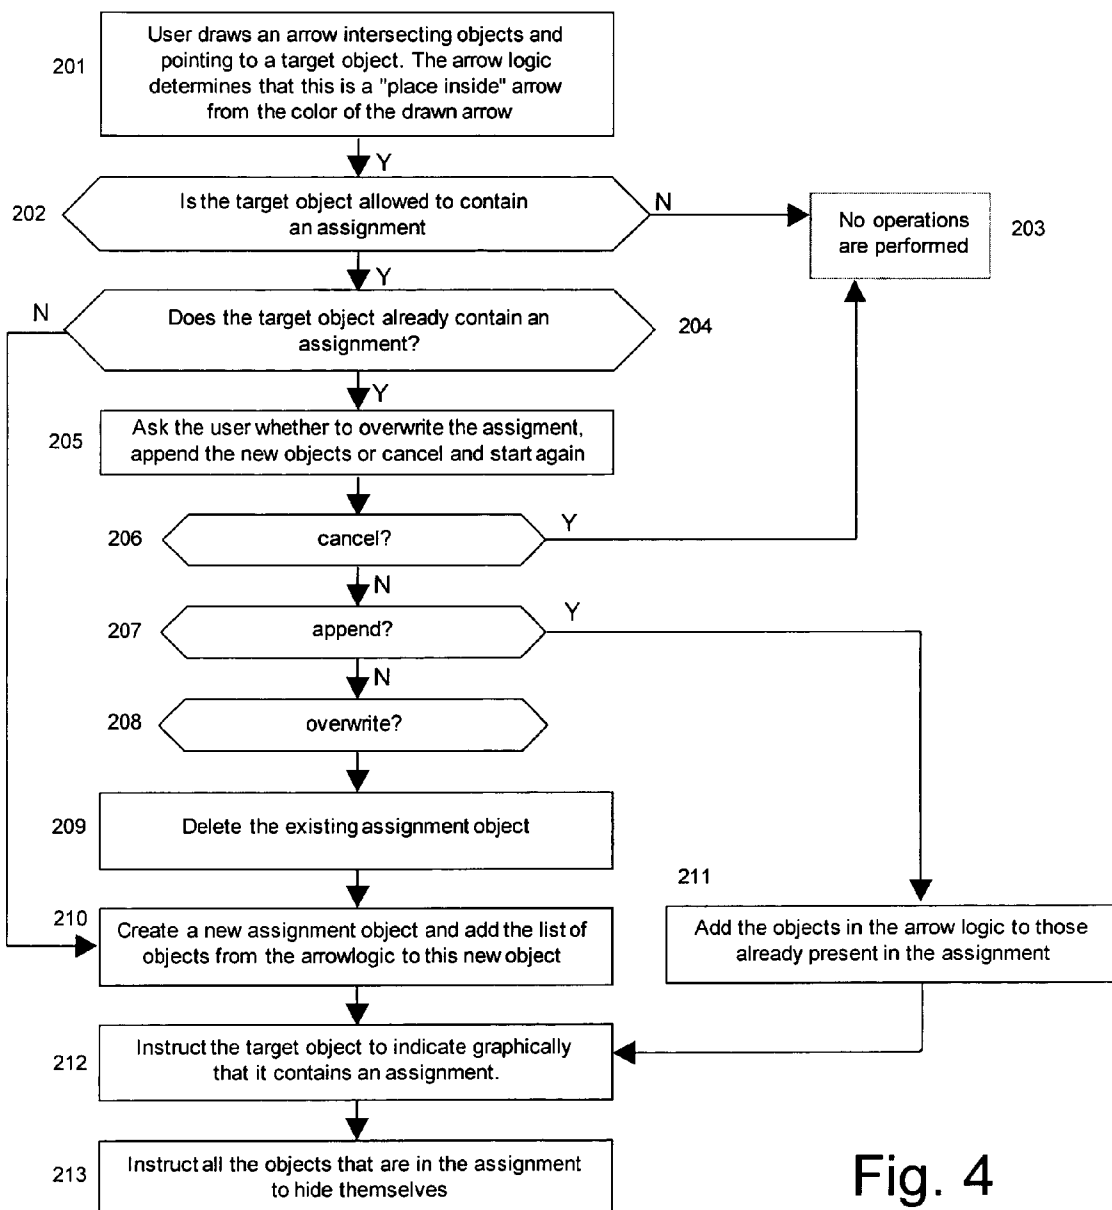 User draws an arrow intersecting objects and
pointing to a target object. The arrow logic
determines that this is a "place inside" arrow
from the color of the drawn arrow
201
Y
Is the target object allowed to contain
an assignment
202
N
No operations
are performed
203
Y
N
Does the target object already contain an
assignment?
204
Y
205
Ask the user whether to overwrite the assigment,
append the new objects or cancel and start again
206
cancel?
Y
N
207
append?
Y
N
208
overwrite?
209
Delete the existing assignment object
210
Create a new assignment object and add the list of
objects from the arrowlogic to this new object
211
Add the objects in the arrow logic to those
already present in the assignment
212
Instruct the target object to indicate graphically
that it contains an assignment.
213
Instruct all the objects that are in the assignment
to hide themselves
Fig. 4